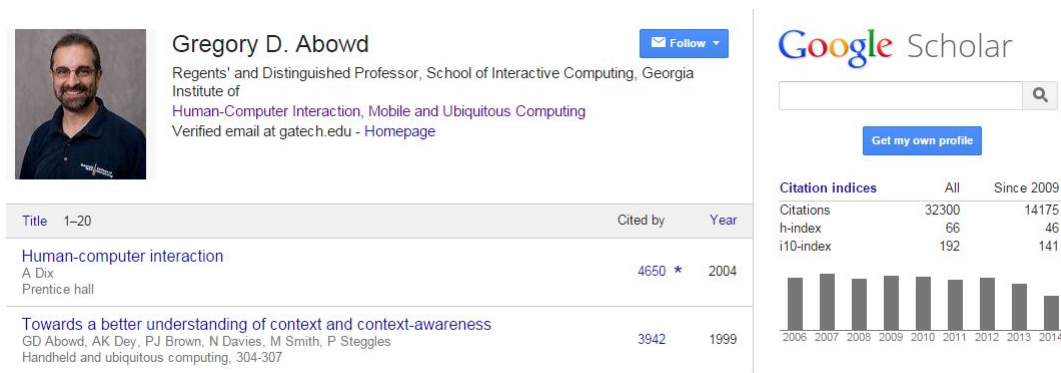 Gregory D. Abowd
Follow
Regents' and Distinguished Professor, School of Interactive Computing, Georgia
Institute of
Human-Computer Interaction, Mobile and Ubiquitous Computing
Verified email at gatech.edu - Homepage
Title 1–20 Cited by Year
Human-computer interaction
A Dix
Prentice hall
4650 * 2004
Towards a better understanding of context and context-awareness
GD Abowd, AK Dey, PJ Brown, N Davies, M Smith, P Steggles
Handheld and ubiquitous computing, 304-307
3942 1999
Google Scholar
Get my own profile
Citation indices All Since 2009
Citations 32300 14175
h-index 66 46
i10-index 192 141
2006 2007 2008 2009 2010 2011 2012 2013 2014